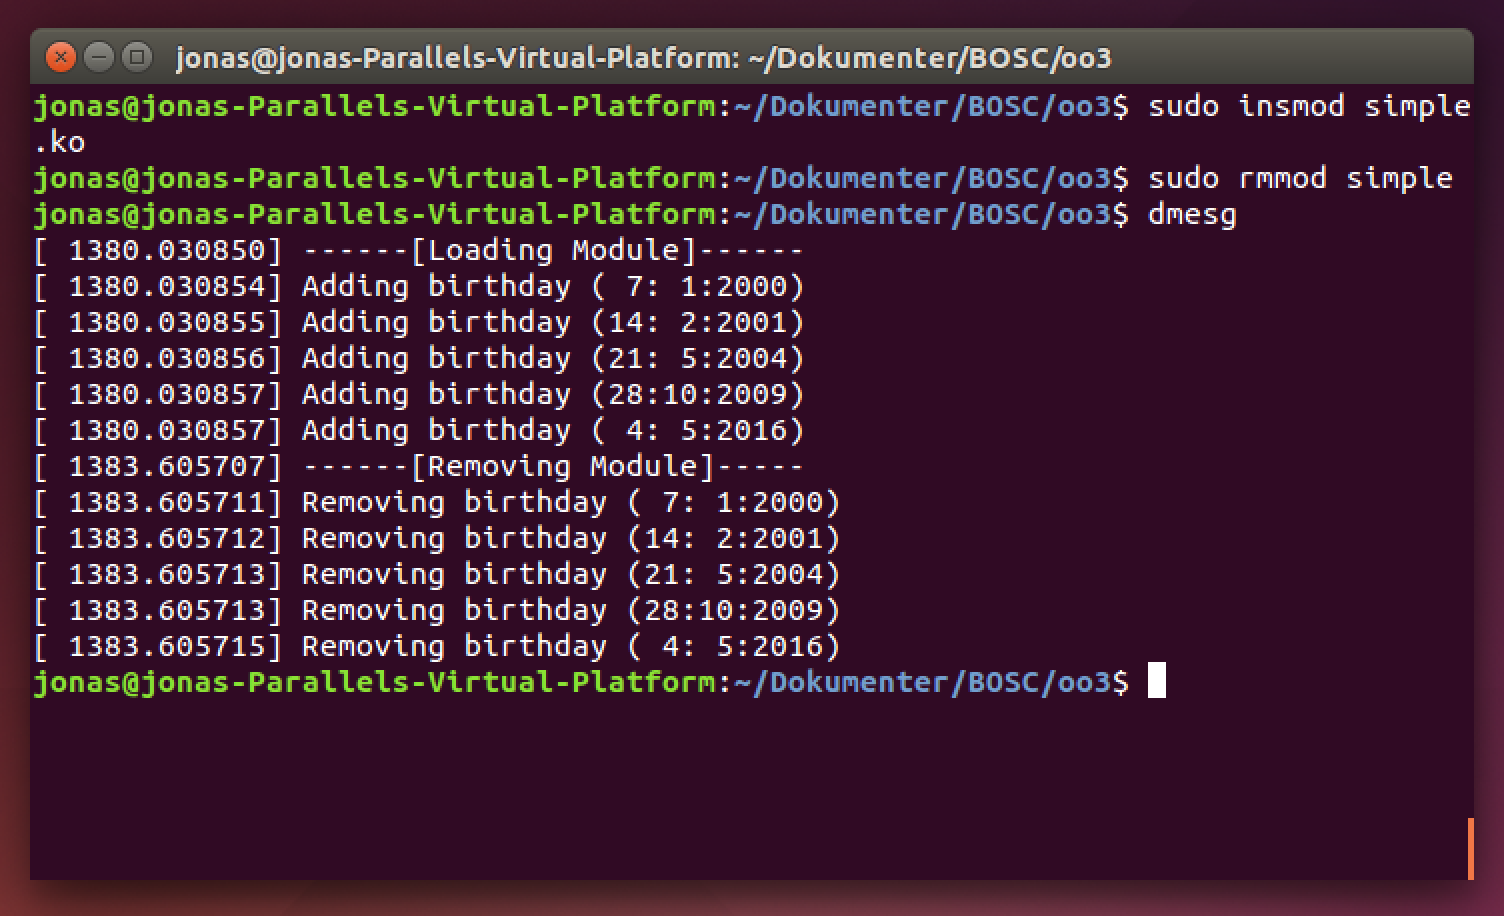 jonas@jonas-Parallels-Virtual-Platform: ~/Dokumenter/BOSC/oo3
jonas@jonas-Parallels-Virtual-Platform:~/Dokumenter/BOSC/oo3$ sudo insmod simple
.ko
jonas@jonas-Parallels-Virtual-Platform:~/Dokumenter/BOSC/oo3$ sudo rmmod simple
jonas@jonas-Parallels-Virtual-Platform:~/Dokumenter/BOSC/oo3$ dmesg
[ 1380.030850] ------[Loading Module]------
[ 1380.030854] Adding birthday ( 7: 1:2000)
[ 1380.030855] Adding birthday (14: 2:2001)
[ 1380.030856] Adding birthday (21: 5:2004)
[ 1380.030857] Adding birthday (28:10:2009)
[ 1380.030857] Adding birthday ( 4: 5:2016)
[ 1383.605707] ------[Removing Module]-----
[ 1383.605711] Removing birthday ( 7: 1:2000)
[ 1383.605712] Removing birthday (14: 2:2001)
[ 1383.605713] Removing birthday (21: 5:2004)
[ 1383.605713] Removing birthday (28:10:2009)
[ 1383.605715] Removing birthday ( 4: 5:2016)
jonas@jonas-Parallels-Virtual-Platform:~/Dokumenter/BOSC/oo3$